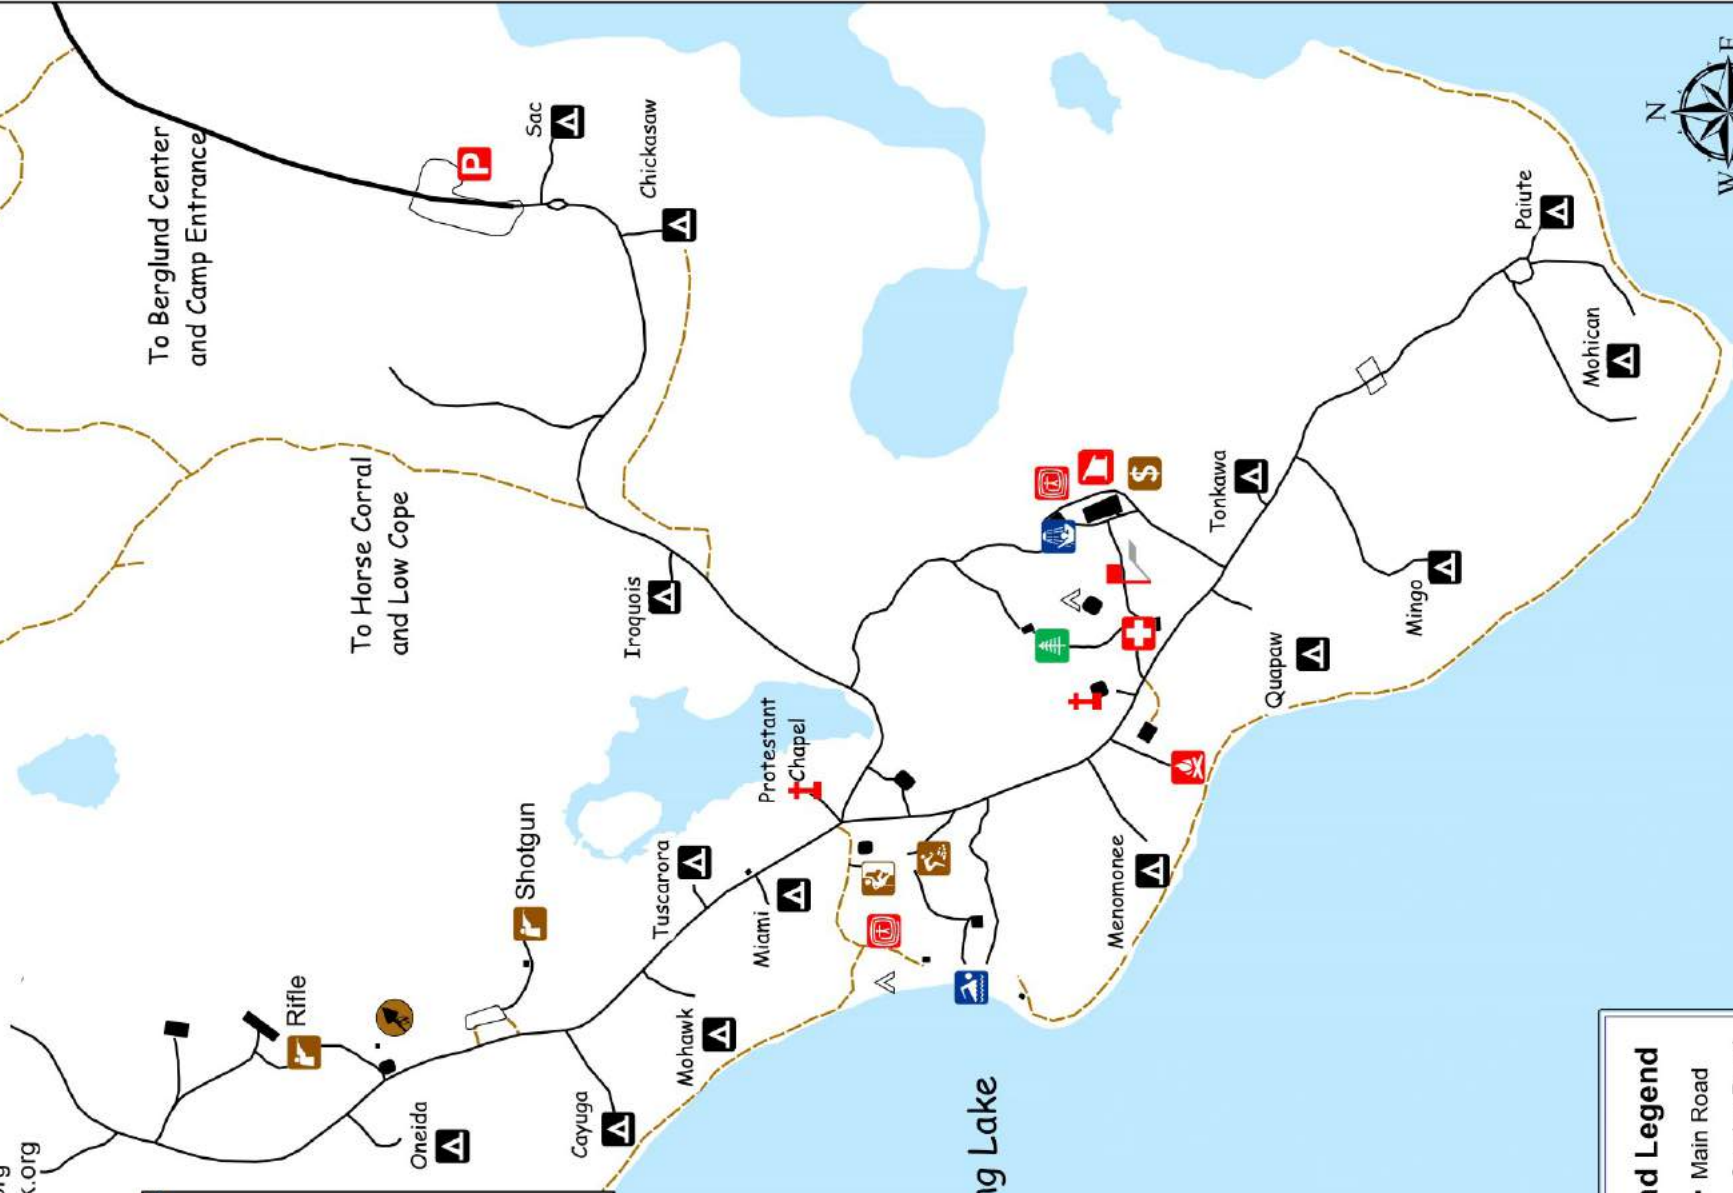 To Berglund Center
and Camp Entrance
P
Sac
Chickasaw
To Horse Corral
and Low Cope
Iroquois
Protestant
Chapel
Shotgun
Rifle
Tuscarora
Miami
Mohawk
Cayuga
Oneida
Menomonee
Quapaw
Mingo
Tonkawa
$
Mohican
Paiute
N
W
E
Lake
Legend
Main Road